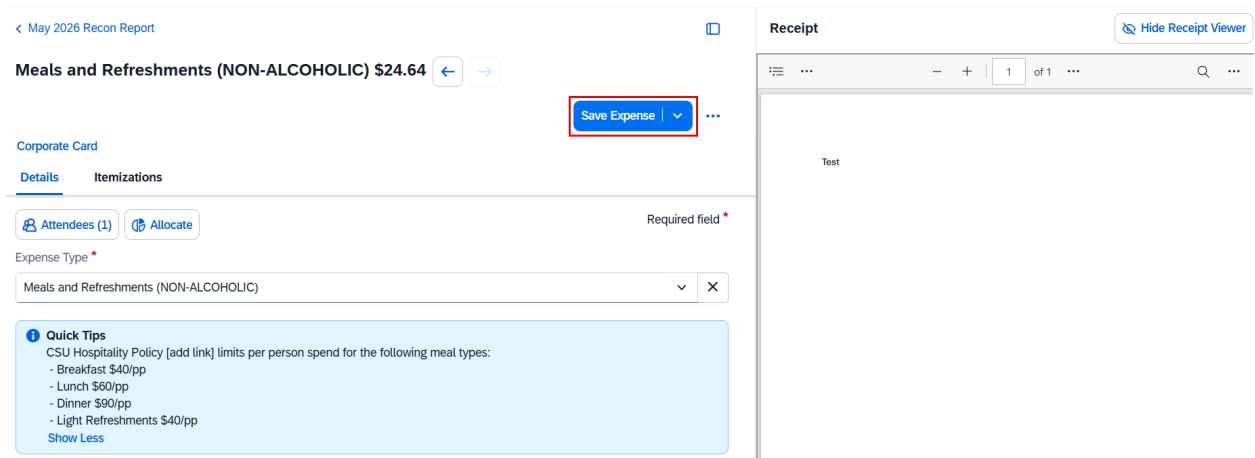 May 2026 Recon Report
Meals and Refreshments (NON-ALCOHOLIC) $24.64
Save Expense
Corporate Card
Details Itemizations
Attendees (1) Allocate
Required field *
Expense Type *
Meals and Refreshments (NON-ALCOHOLIC)
Quick Tips
CSU Hospitality Policy [add link] limits per person spend for the following meal types:
- Breakfast $40/pp
- Lunch $60/pp
- Dinner $90/pp
- Light Refreshments $40/pp
Show Less
Receipt
Hide Receipt Viewer
1 of 1
Test